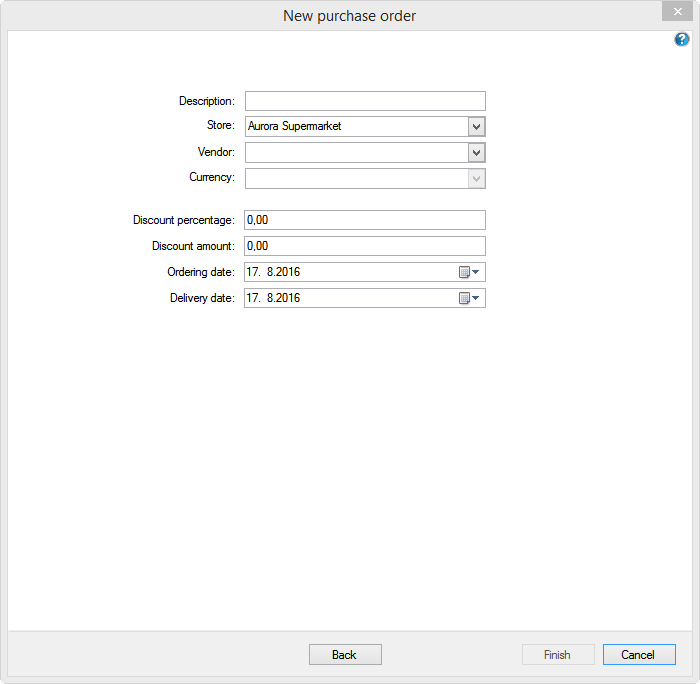 New purchase order
Description:
Store: Aurora Supermarket
Vendor:
Currency:
Discount percentage: 0,00
Discount amount: 0,00
Ordering date: 17. 8.2016
Delivery date: 17. 8.2016
Back Finish Cancel